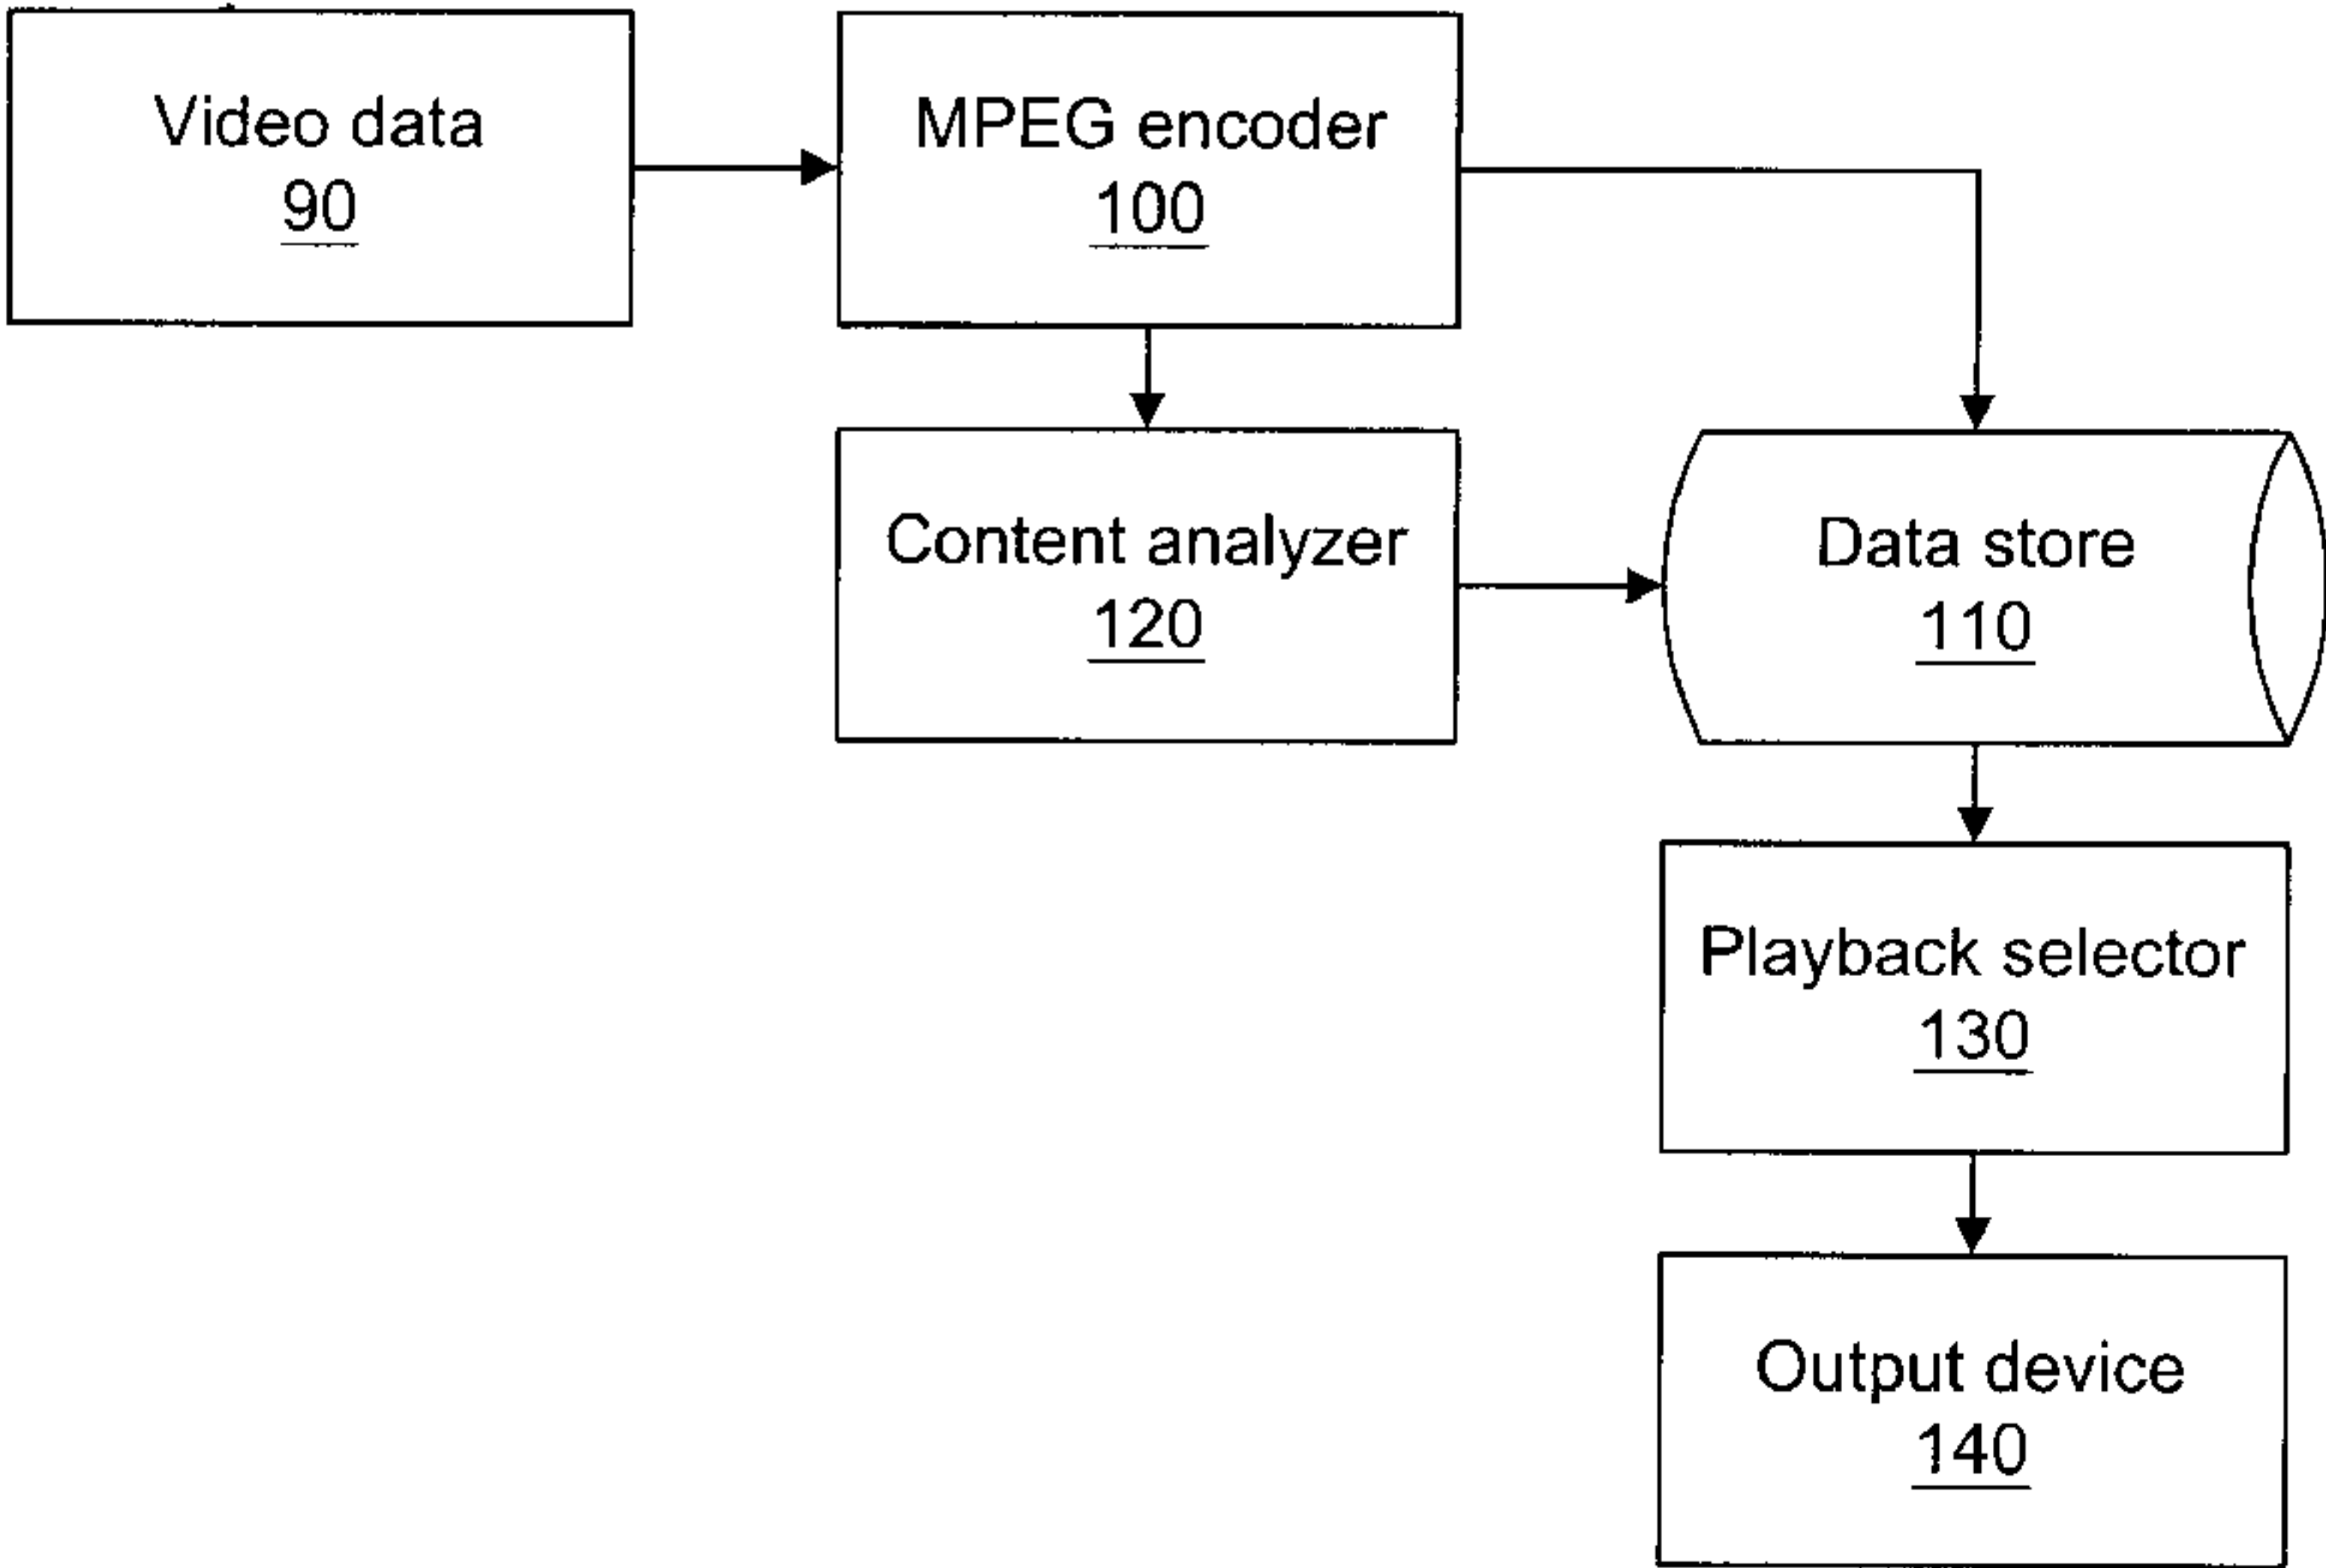 Video data
90
MPEG encoder
100
Content analyzer
120
Data store
110
Playback selector
130
Output device
140